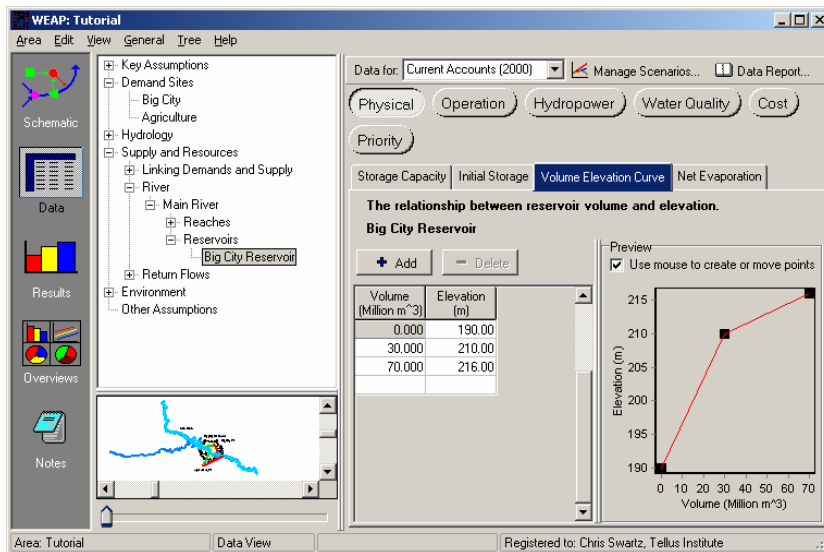 WEAP: Tutorial
Area Edit View General Tree Help
Schematic
Data
Results
Overviews
Notes
Key Assumptions
Demand Sites
Big City
Agriculture
Hydrology
Supply and Resources
Linking Demands and Supply
River
Main River
Reaches
Reservoirs
Big City Reservoir
Return Flows
Environment
Other Assumptions
Data for: Current Accounts (2000) Manage Scenarios... Data Report...
Physical Operation Hydropower Water Quality Cost
Priority
Storage Capacity Initial Storage Volume Elevation Curve Net Evaporation
The relationship between reservoir volume and elevation.
Big City Reservoir
+ Add - Delete
Volume (Million m^3) Elevation (m)
0.000 190.00
30.000 210.00
70.000 216.00
Preview
Use mouse to create or move points
Elevation (m)
215
210
205
200
195
190
0 10 20 30 40 50 60 70
Volume (Million m^3)
Area: Tutorial Data View Registered to: Chris Swartz, Tellus Institute